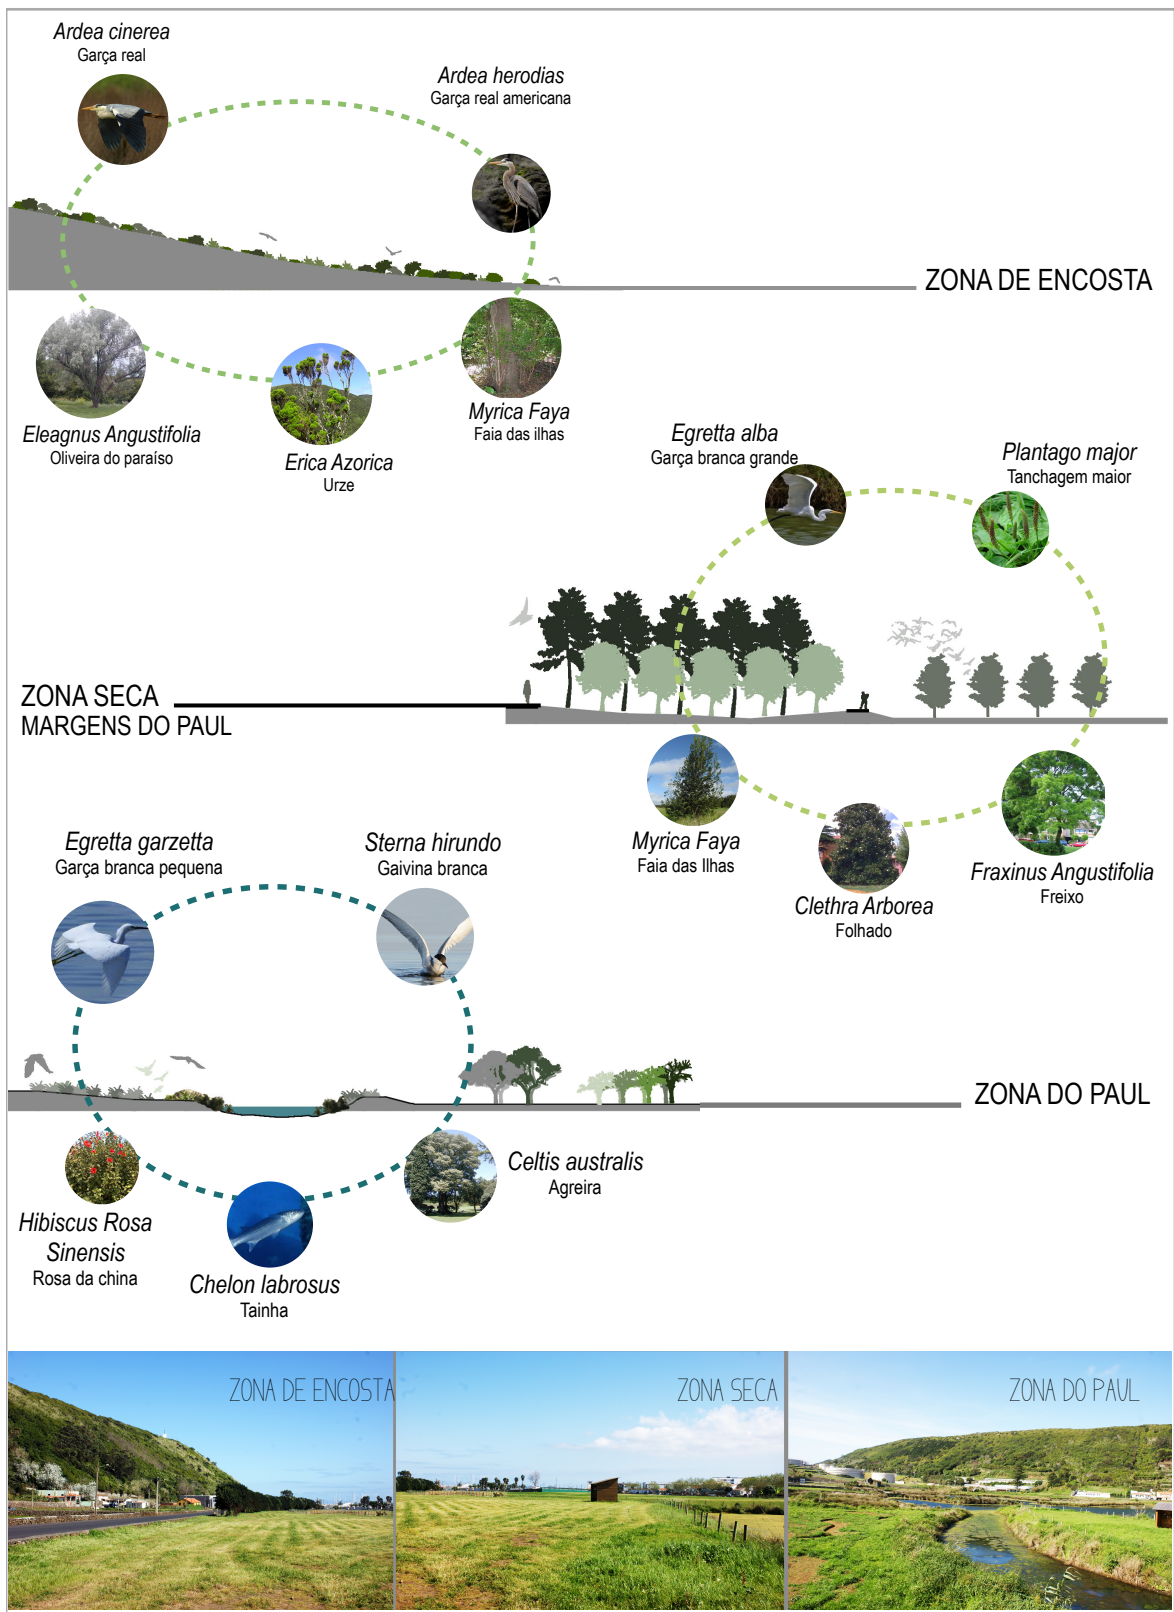 Ardea cinerea
Garça real
Ardea herodias
Garça real americana
ZONA DE ENCOSTA
Eleagnus Angustifolia
Oliveira do paraíso
Erica Azorica
Urze
Myrica Faya
Faia das ilhas
Egretta alba
Garça branca grande
Plantago major
Tanchagem maior
ZONA SECA
MARGENS DO PAUL
Myrica Faya
Faia das Ilhas
Clethra Arborea
Folhado
Fraxinus Angustifolia
Freixo
Egretta garzetta
Garça branca pequena
Sterna hirundo
Gaivina branca
ZONA DO PAUL
Hibiscus Rosa
Sinensis
Rosa da china
Chelon labrosus
Tainha
Celtis australis
Agreira
ZONA DE ENCOSTA
ZONA SECA
ZONA DO PAUL